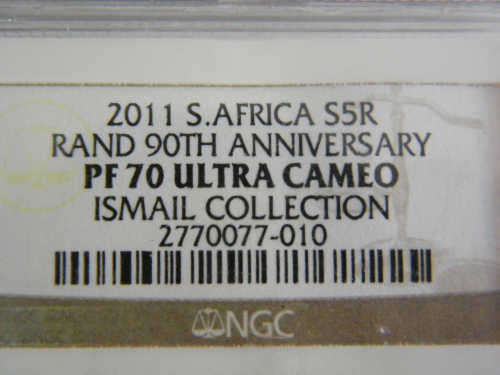 2011 S.AFRICA S5R
RAND 90TH ANNIVERSARY
PF 70 ULTRA CAMEO
ISMAIL COLLECTION
2770077-010
NGC